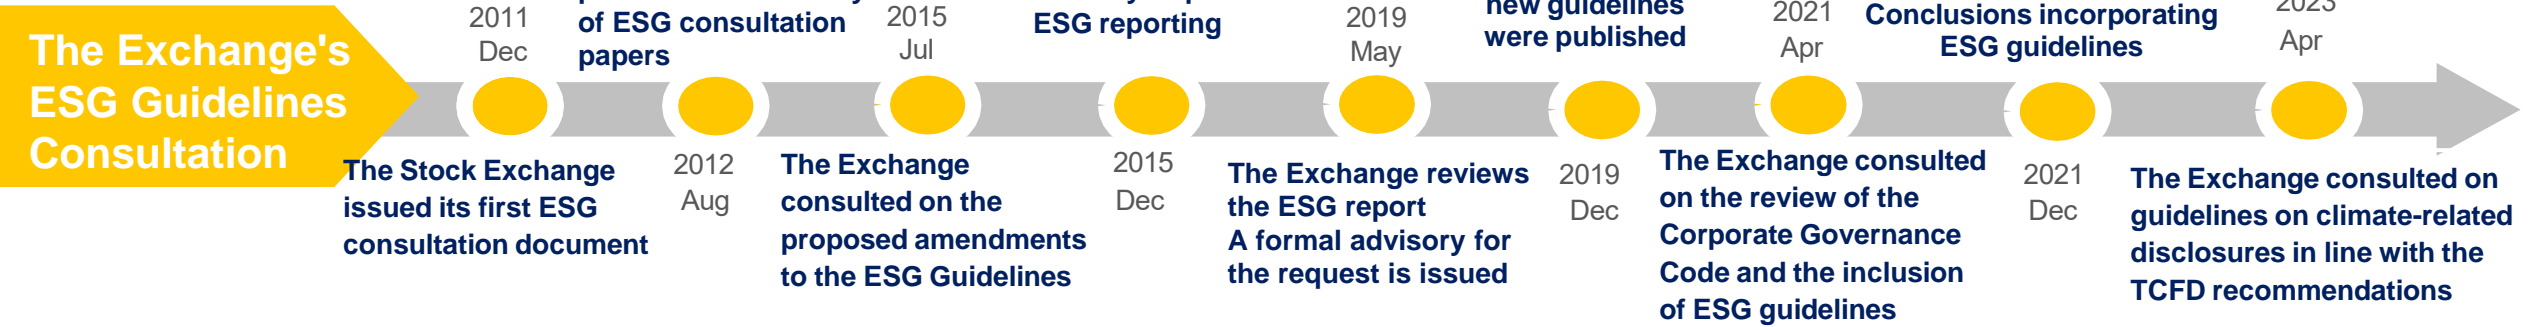 The Exchange's
ESG Guidelines
Consultation
2011
Dec
The Stock Exchange
issued its first ESG
consultation document
of ESG consultation
papers
2012
Aug
2015
Jul
The Exchange
consulted on the
proposed amendments
to the ESG Guidelines
ESG reporting
2015
Dec
2019
May
The Exchange reviews
the ESG report
A formal advisory for
the request is issued
new guidelines
were published
2019
Dec
2021
Apr
The Exchange consulted
on the review of the
Corporate Governance
Code and the inclusion
of ESG guidelines
Conclusions incorporating
ESG guidelines
2021
Dec
2023
Apr
The Exchange consulted on
guidelines on climate-related
disclosures in line with the
TCFD recommendations